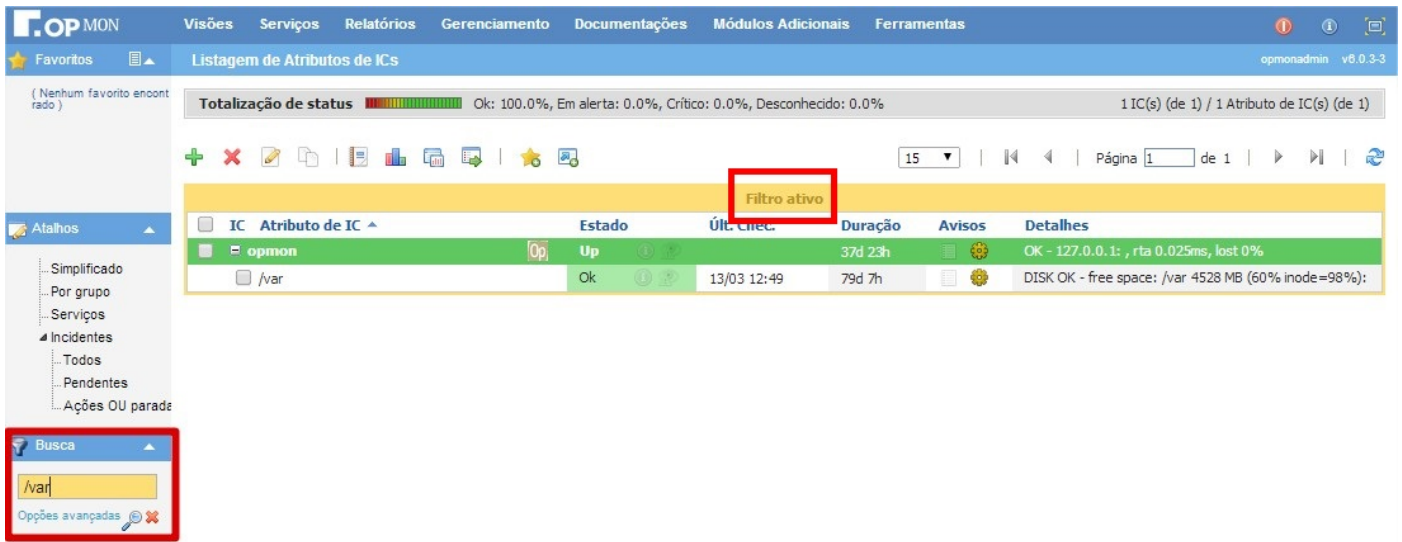 OPMON
Visões Serviços Relatórios Gerenciamento Documentações Módulos Adicionais Ferramentas
Favoritos
Listagem de Atributos de ICs
opmonadmin v6.0.3-3
( Nenhum favorito encont
rado )
Totalização de status Ok: 100.0%, Em alerta: 0.0%, Crítico: 0.0%, Desconhecido: 0.0% 1 IC(s) (de 1) / 1 Atributo de IC(s) (de 1)
15 Página 1 de 1
Filtro ativo
Atalhos
IC Atributo de IC Estado Últ. Chec. Duração Avisos Detalhes
opmon Op Up 37d 23h OK - 127.0.0.1: , rta 0.025ms, lost 0%
/var Ok 13/03 12:49 79d 7h DISK OK - free space: /var 4528 MB (60% inode=98%):
Simplificado
Por grupo
Serviços
Incidentes
Todos
Pendentes
Ações OU parada
Busca
/var
Opções avançadas